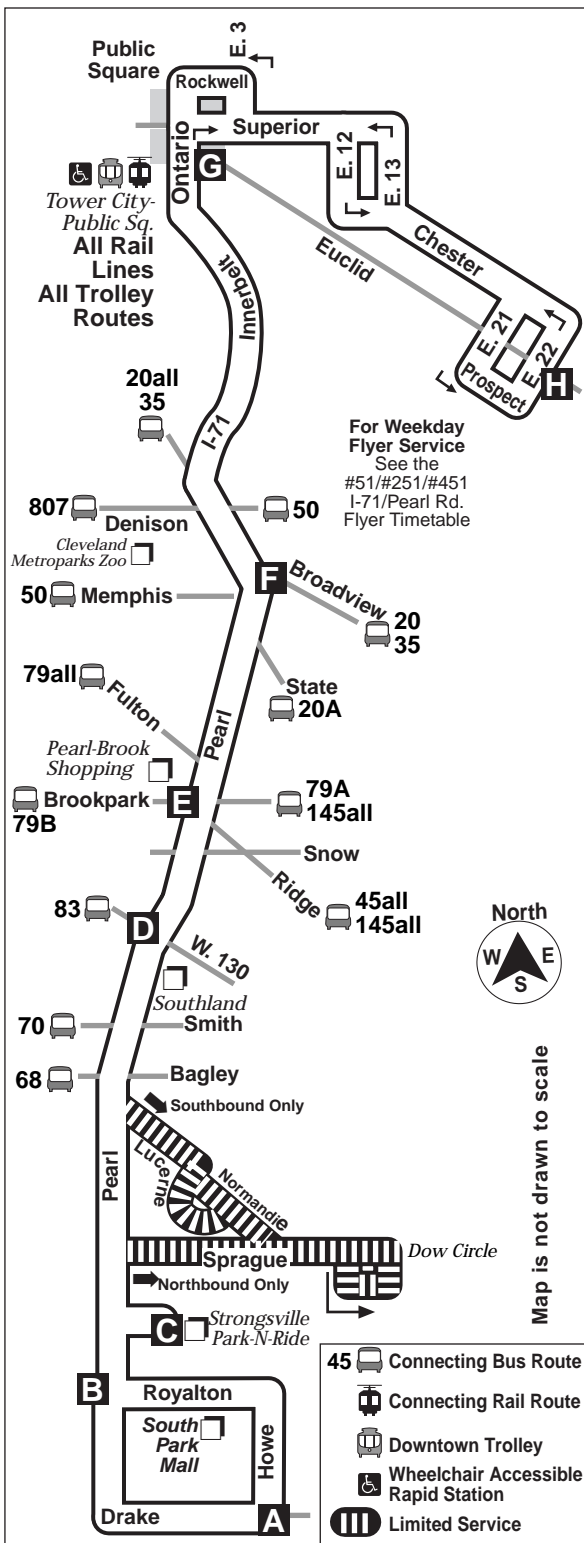 Public
Square
E. 3
Rockwell
Superior
Ontario
E. 12
E. 13
G
Tower City-
Public Sq.
All Rail
Lines
All Trolley
Routes
Euclid
Chester
Innerbelt
E. 21
E. 22
Prospect
H
20all
35
I-71
For Weekday
Flyer Service
See the
#51/#251/#451
I-71/Pearl Rd.
Flyer Timetable
807
Denison
50
Cleveland
Metroparks Zoo
F
Broadview
50 Memphis
20
35
79all
Fulton
State
20A
Pearl
Pearl-Brook
Shopping
Brookpark
79B
E
79A
145all
Snow
Ridge
45all
145all
83
D
W. 130
North
W E
S
Southland
70
Smith
68
Bagley
Southbound Only
Pearl
Lucerne
Normandie
Sprague
Dow Circle
Northbound Only
Map is not drawn to scale
C
Strongsville
Park-N-Ride
B
Royalton
South
Park
Mall
Howe
Drake
A
45 Connecting Bus Route
Connecting Rail Route
Downtown Trolley
Wheelchair Accessible
Rapid Station
Limited Service